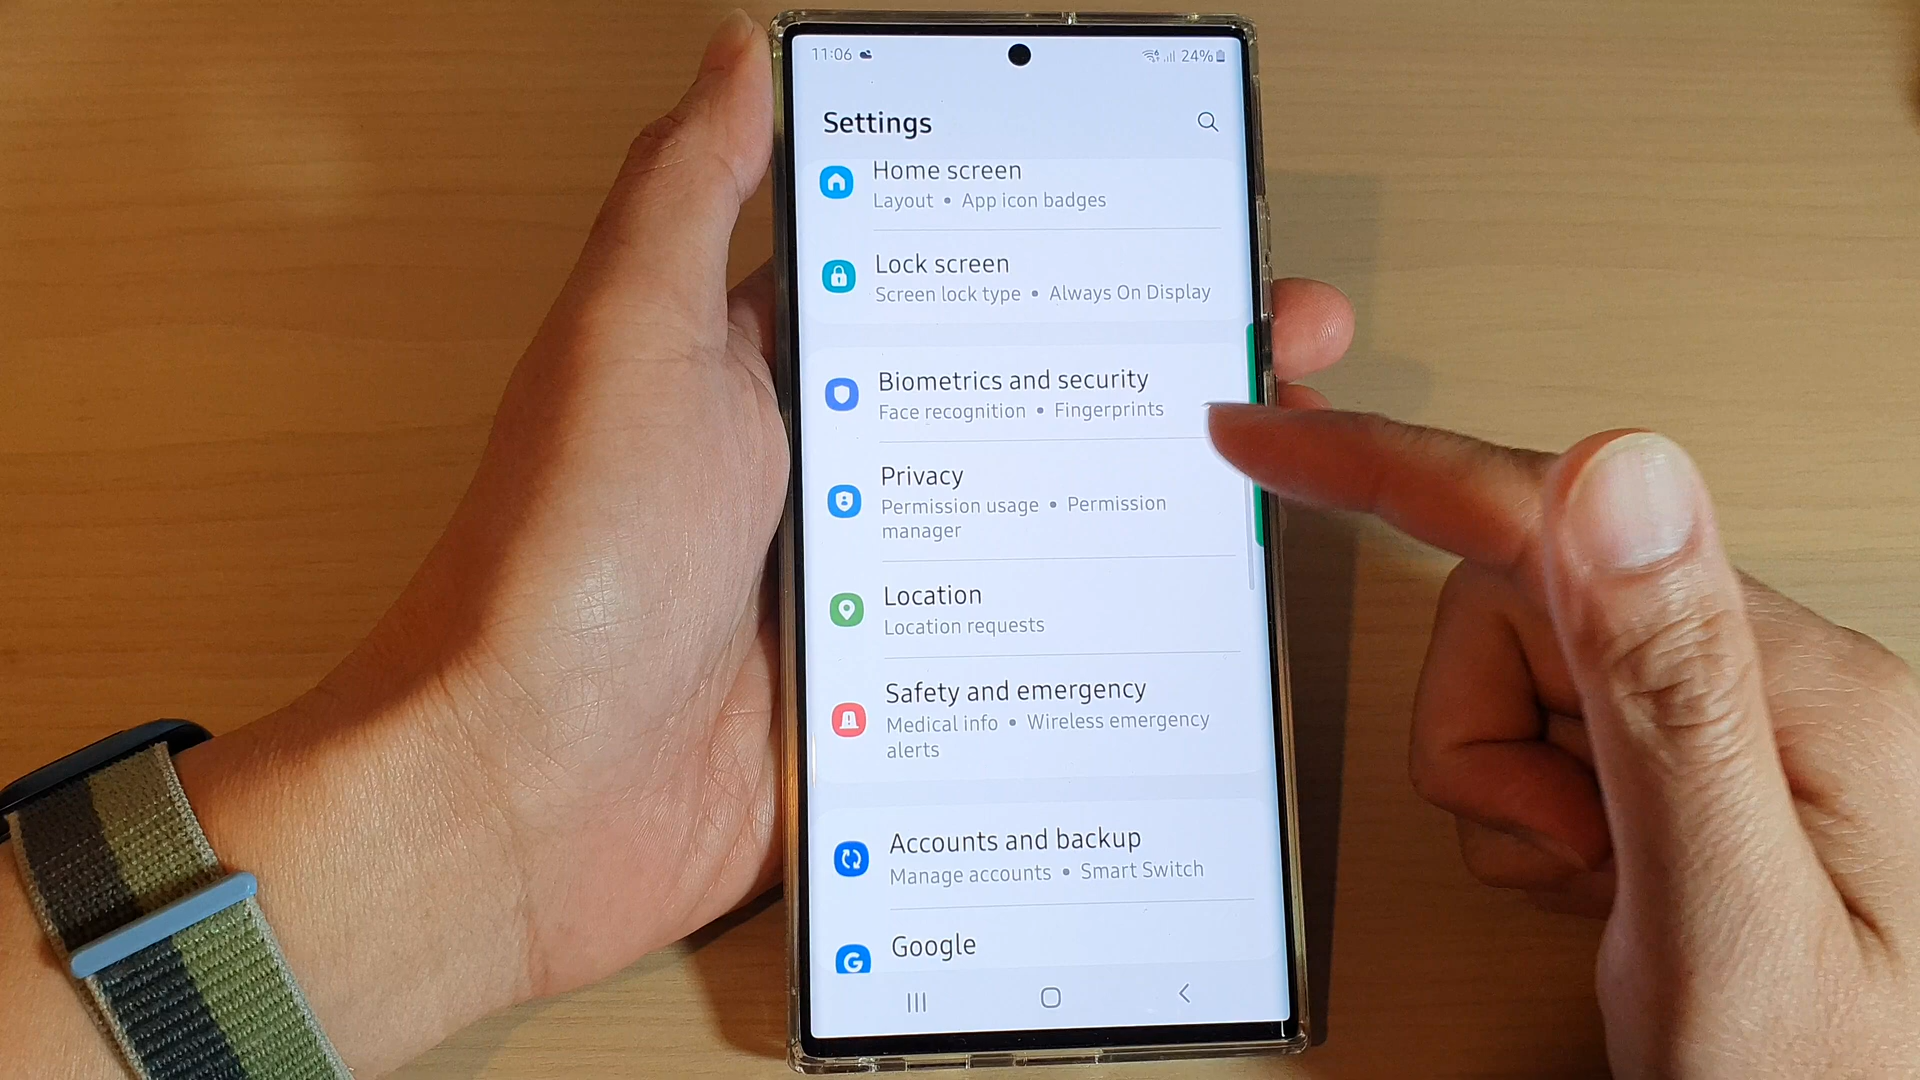 11:06
24%
Settings
Home screen
Layout • App icon badges
Lock screen
Screen lock type • Always On Display
Biometrics and security
Face recognition • Fingerprints
Privacy
Permission usage • Permission
manager
Location
Location requests
Safety and emergency
Medical info • Wireless emergency
alerts
Accounts and backup
Manage accounts • Smart Switch
G
Google